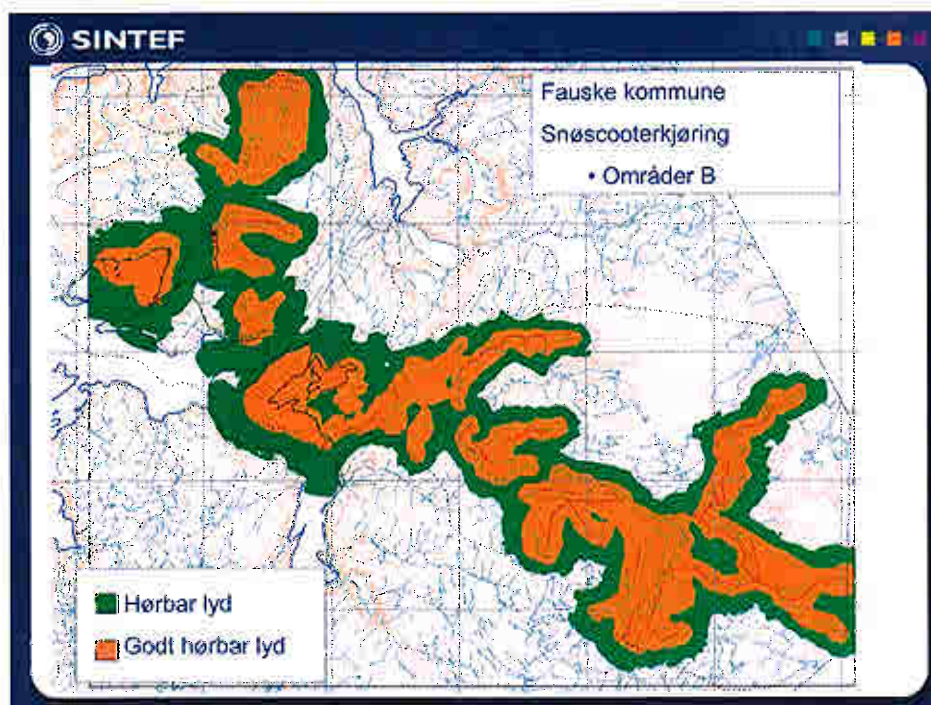 SINTEF
Fauske kommune
Snøscooterkjøring
• Områder B
Hørbar lyd
Godt hørbar lyd